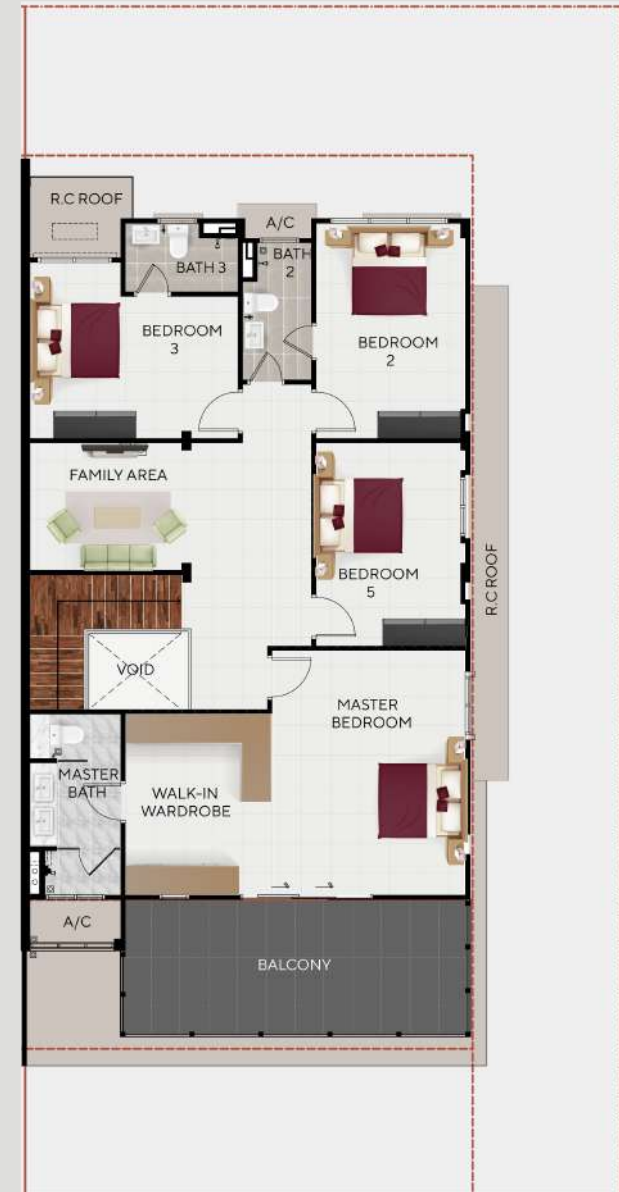 R.C ROOF
A/C
BATH 3
BATH
2
BEDROOM
3
BEDROOM
2
FAMILY AREA
BEDROOM
5
R.C ROOF
VOID
MASTER
BEDROOM
MASTER
BATH
WALK-IN
WARDROBE
A/C
BALCONY